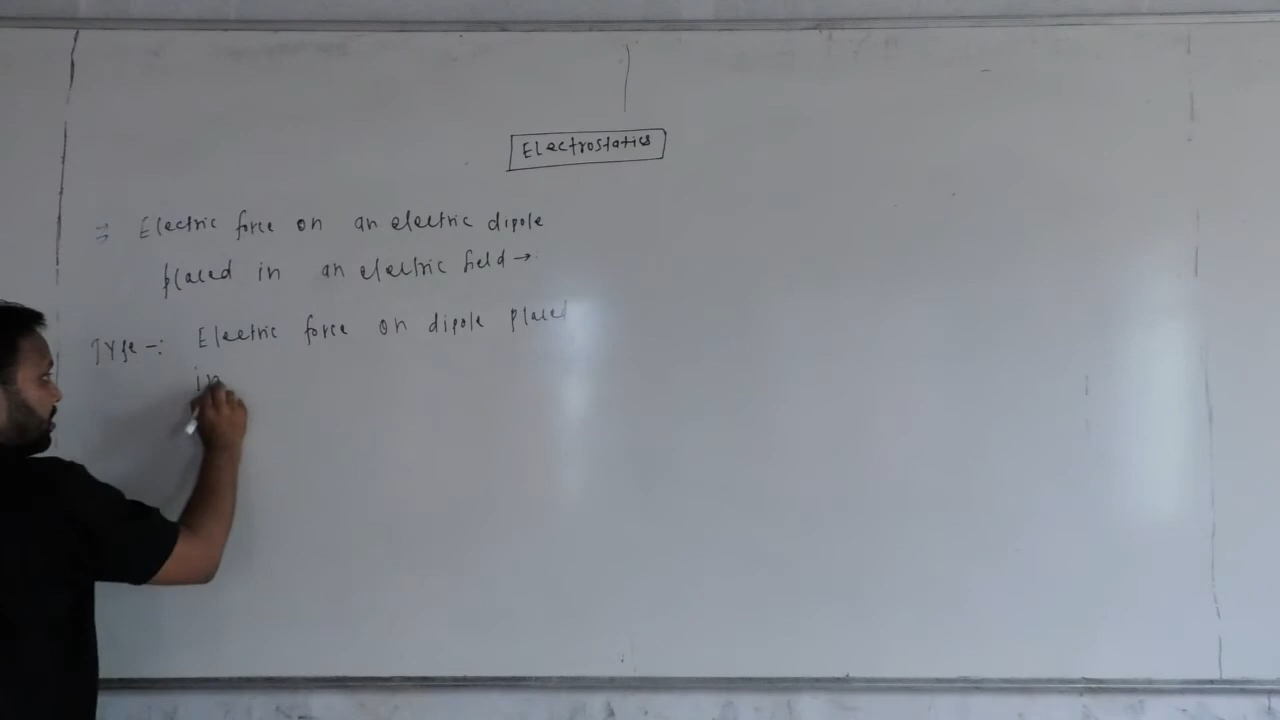 Electrostatics
⇒ Electric force on an electric dipole
placed in an electric field →
Type -: Electric force on dipole placed
in